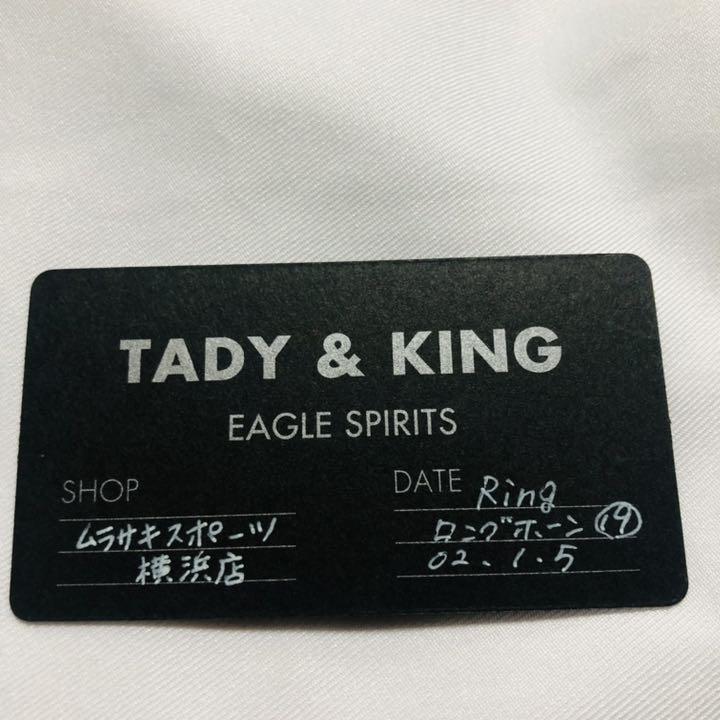 TADY & KING
EAGLE SPIRITS
SHOP
ムラサキスポーツ
横浜店
DATE Ring
ロングホーン ⑲
02.1.5